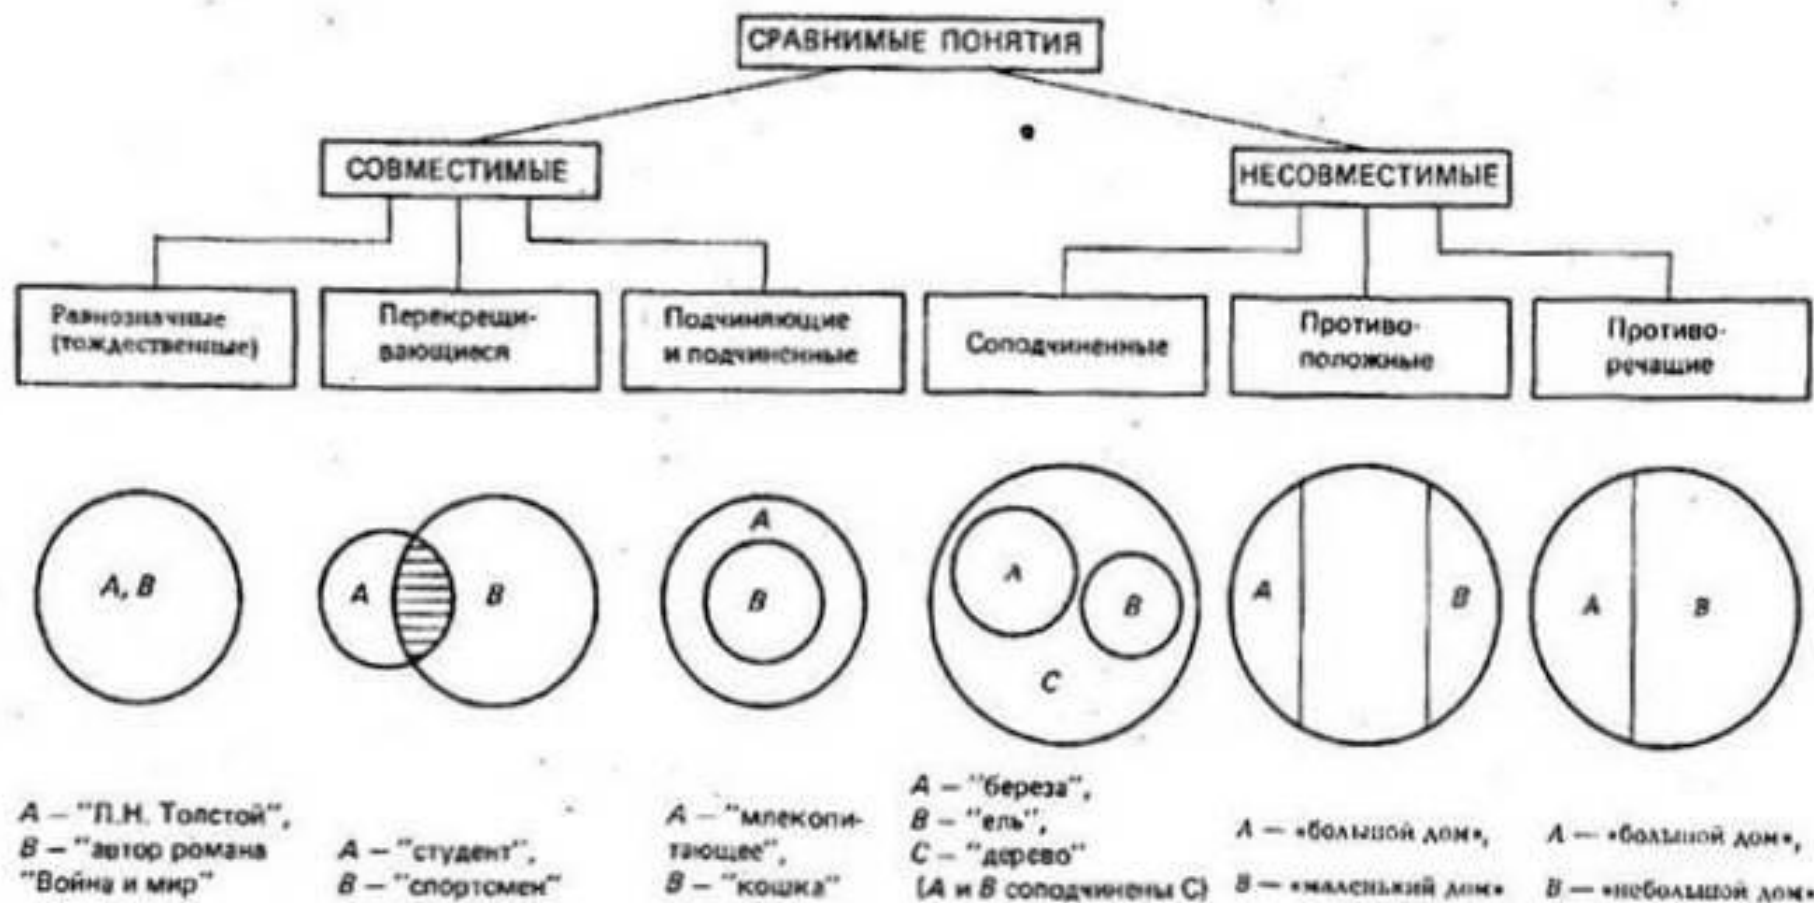 СРАВНИМЫЕ ПОНЯТИЯ
СОВМЕСТИМЫЕ
НЕСОВМЕСТИМЫЕ
Равнозначные
(тождественные)
Перекрещи-
вающиеся
Подчиняющие
и подчиненные
Соподчиненные
Противо-
положные
Противо-
речащие
A, B
A
B
A
B
A
B
C
A
B
A
B
A – "Л.Н. Толстой",
B – "автор романа
"Война и мир"
A – "студент",
B – "спортсмен"
A – "млекопи-
тающее",
B – "кошка"
A – "береза",
B – "ель",
C – "дерево"
(A и B соподчинены C)
A — «большой дом»,
B — «маленький дом»
A — «большой дом»,
B — «небольшой дом»